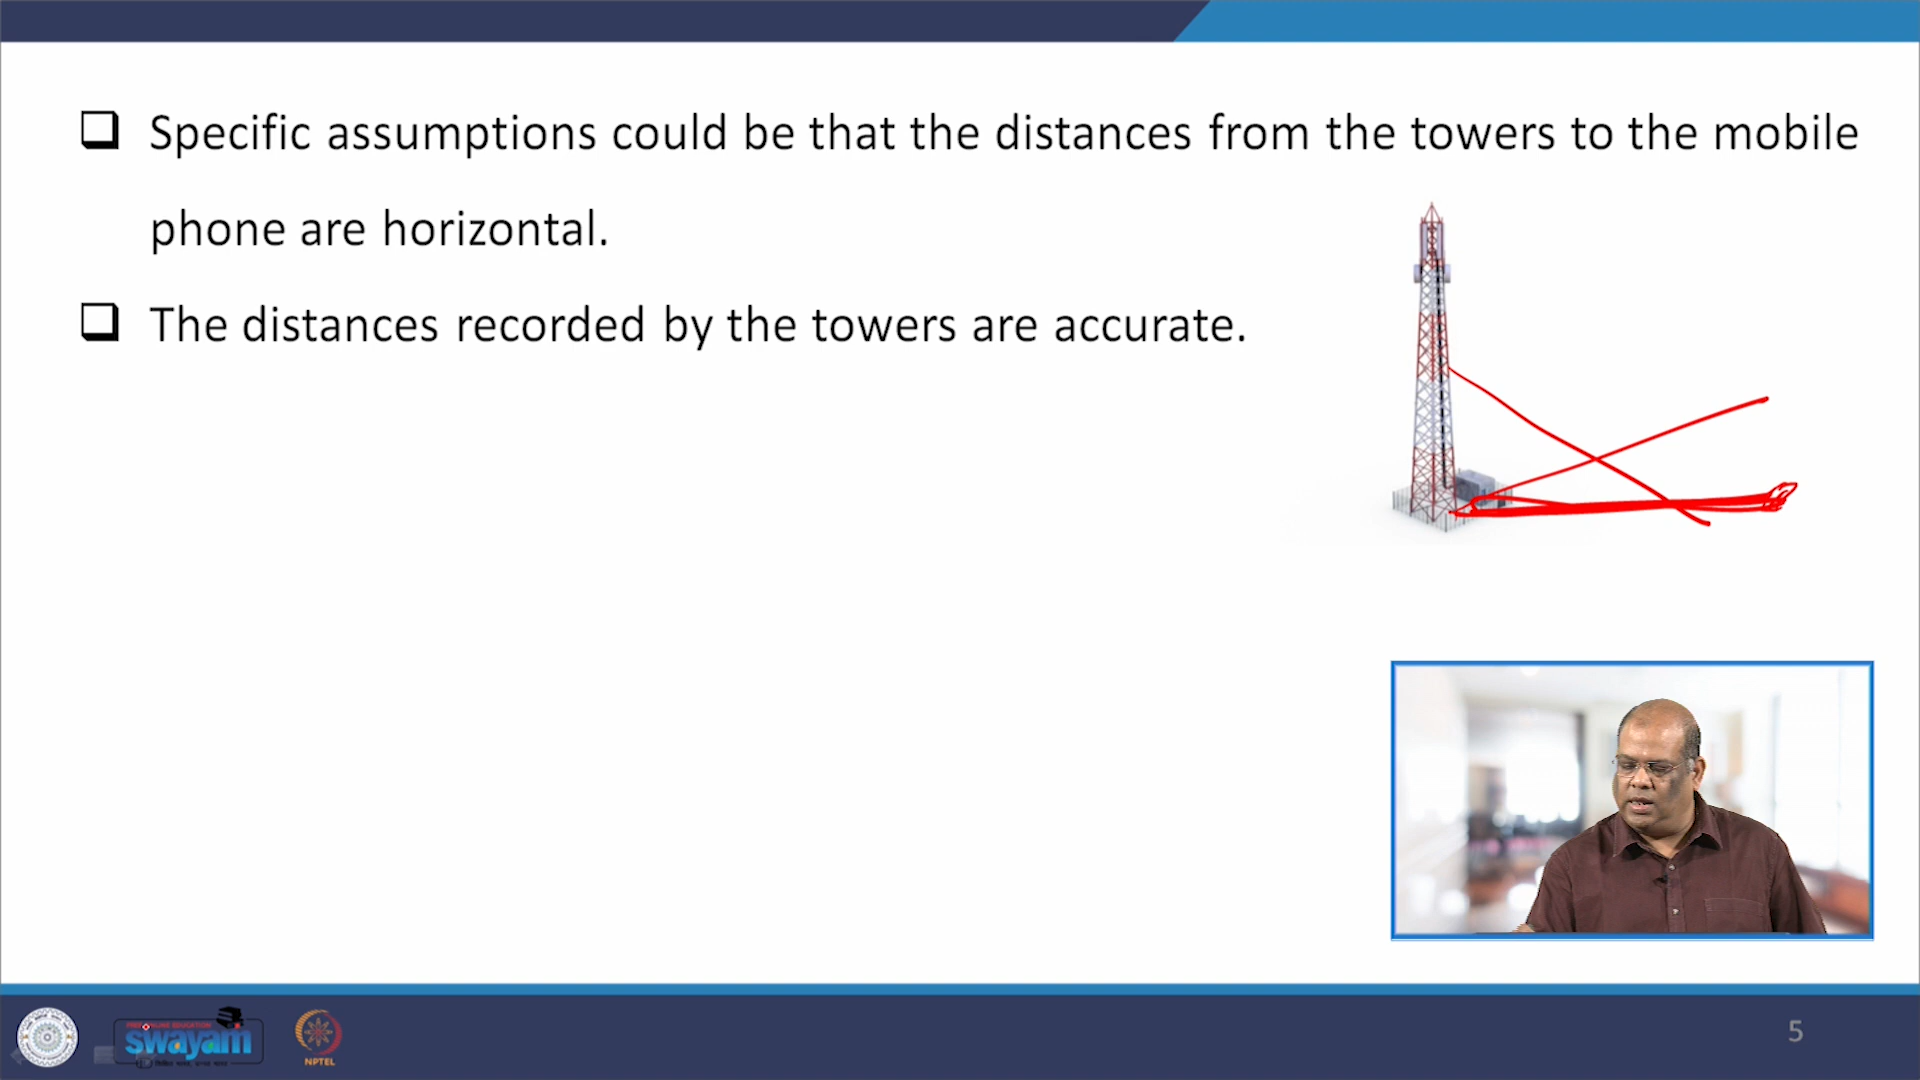 Specific assumptions could be that the distances from the towers to the mobile
phone are horizontal.
The distances recorded by the towers are accurate.
swayam
NPTEL
5